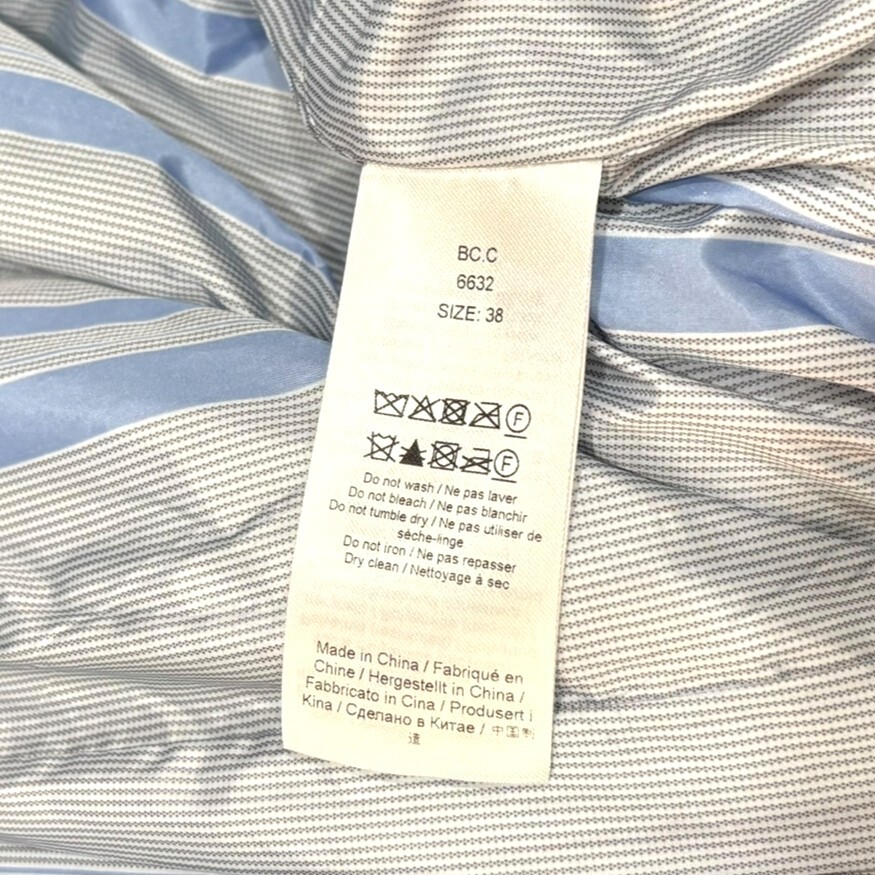 BC.C
6632
SIZE: 38
F
F
Do not wash / Ne pas laver
Do not bleach / Ne pas blanchir
Do not tumble dry / Ne pas utiliser de
sèche-linge
Do not iron / Ne pas repasser
Dry clean / Nettoyage à sec
Made in China / Fabriqué en
Chine / Hergestellt in China /
Fabbricato in Cina / Produsert i
Kina / Сделано в Китае / 中国制
造